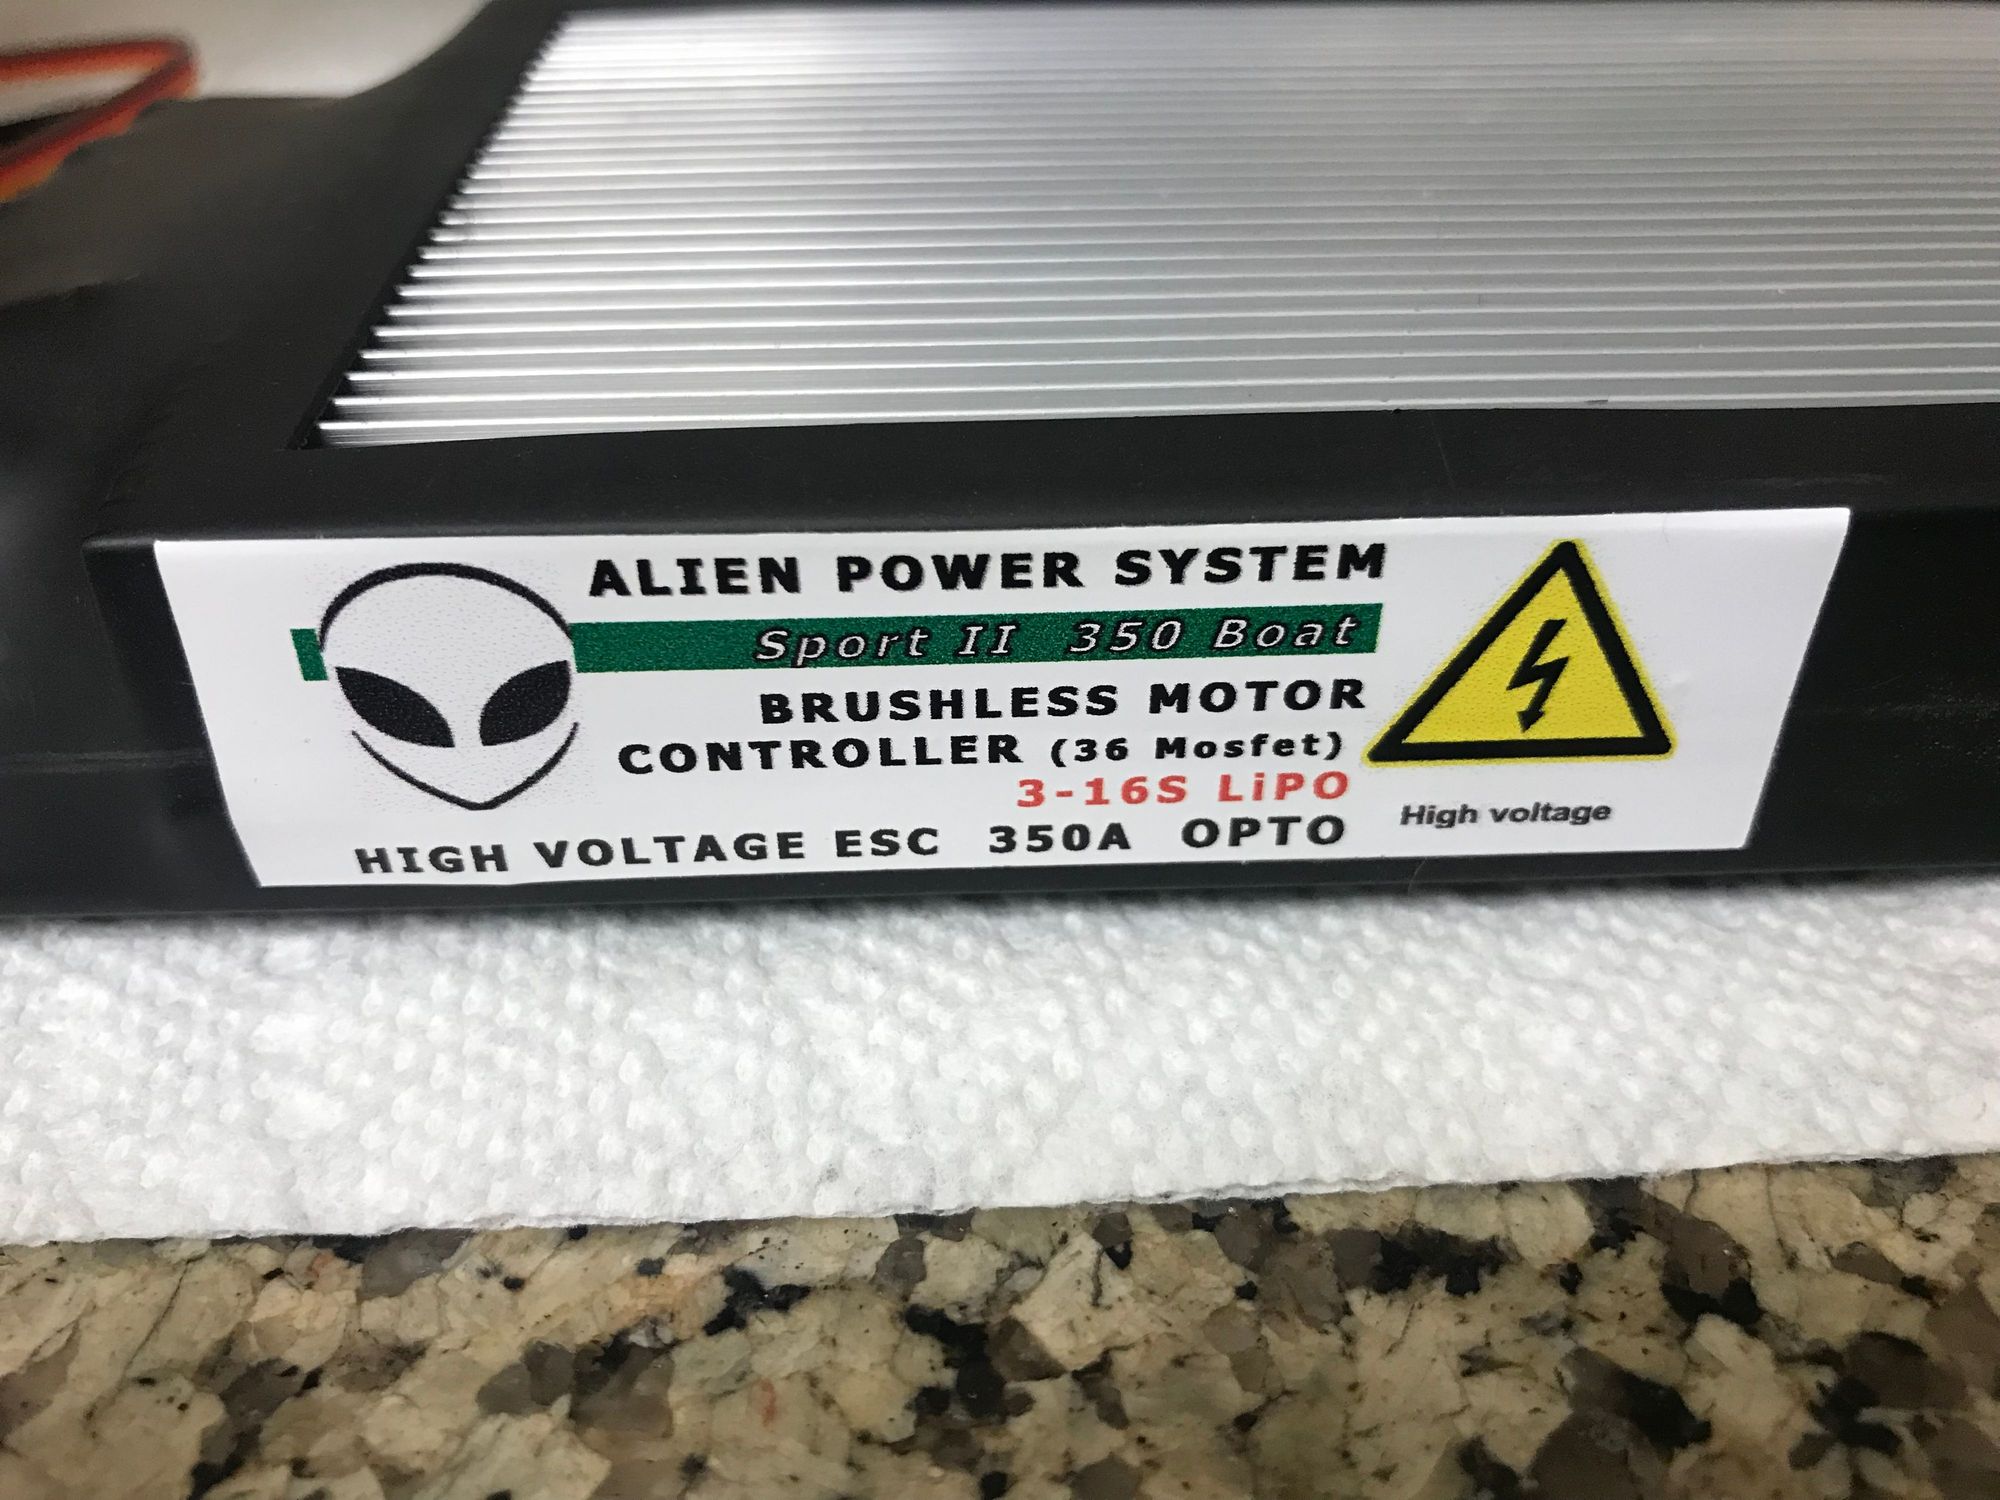 ALIEN POWER SYSTEM
Sport II 350 Boat
BRUSHLESS MOTOR
CONTROLLER (36 Mosfet)
3-16S LiPO
HIGH VOLTAGE ESC 350A OPTO
High voltage